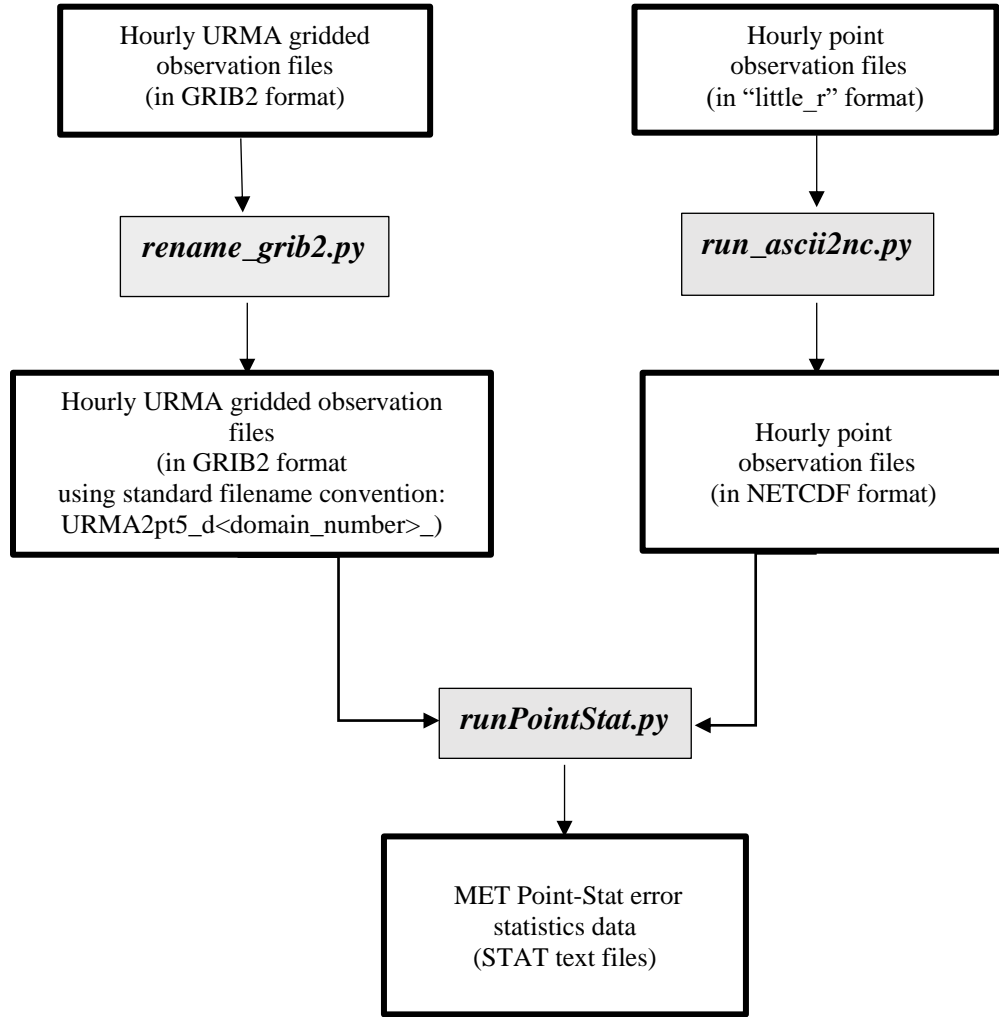 Hourly URMA gridded
observation files
(in GRIB2 format)
Hourly point
observation files
(in “little_r” format)
rename_grib2.py
run_ascii2nc.py
Hourly URMA gridded observation
files
(in GRIB2 format
using standard filename convention:
URMA2pt5_d<domain_number>_)
Hourly point
observation files
(in NETCDF format)
runPointStat.py
MET Point-Stat error
statistics data
(STAT text files)